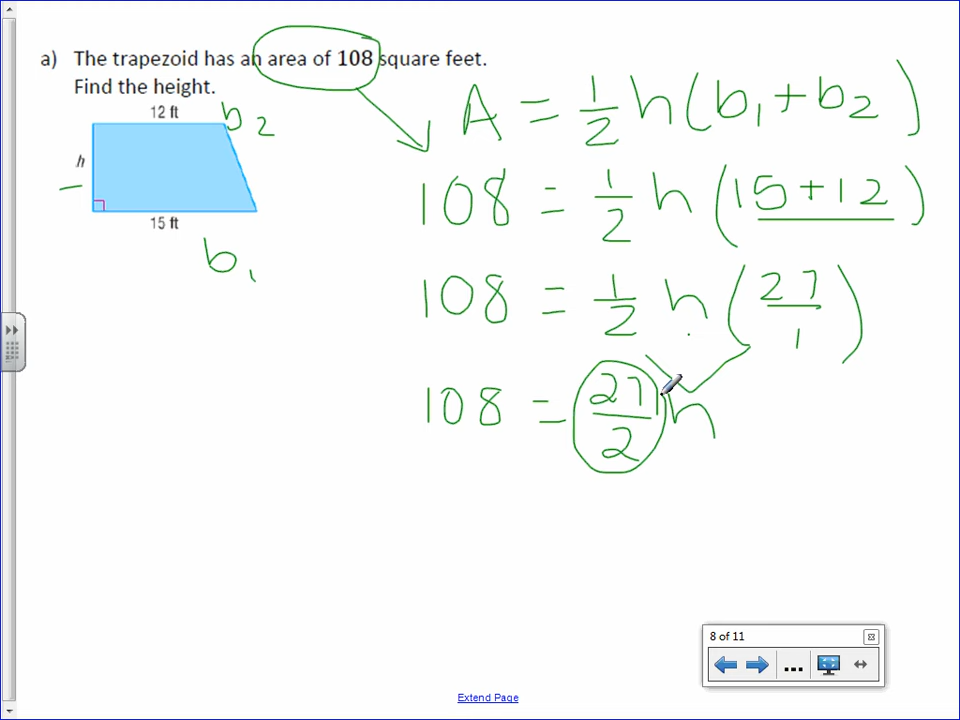 a) The trapezoid has an area of 108 square feet.
Find the height.
12 ft
b2
h
15 ft
b1
A = 1/2 h(b1 + b2)
108 = 1/2 h(15 + 12)
108 = 1/2 h(27/1)
108 = 27/2 h
8 of 11
...
Extend Page